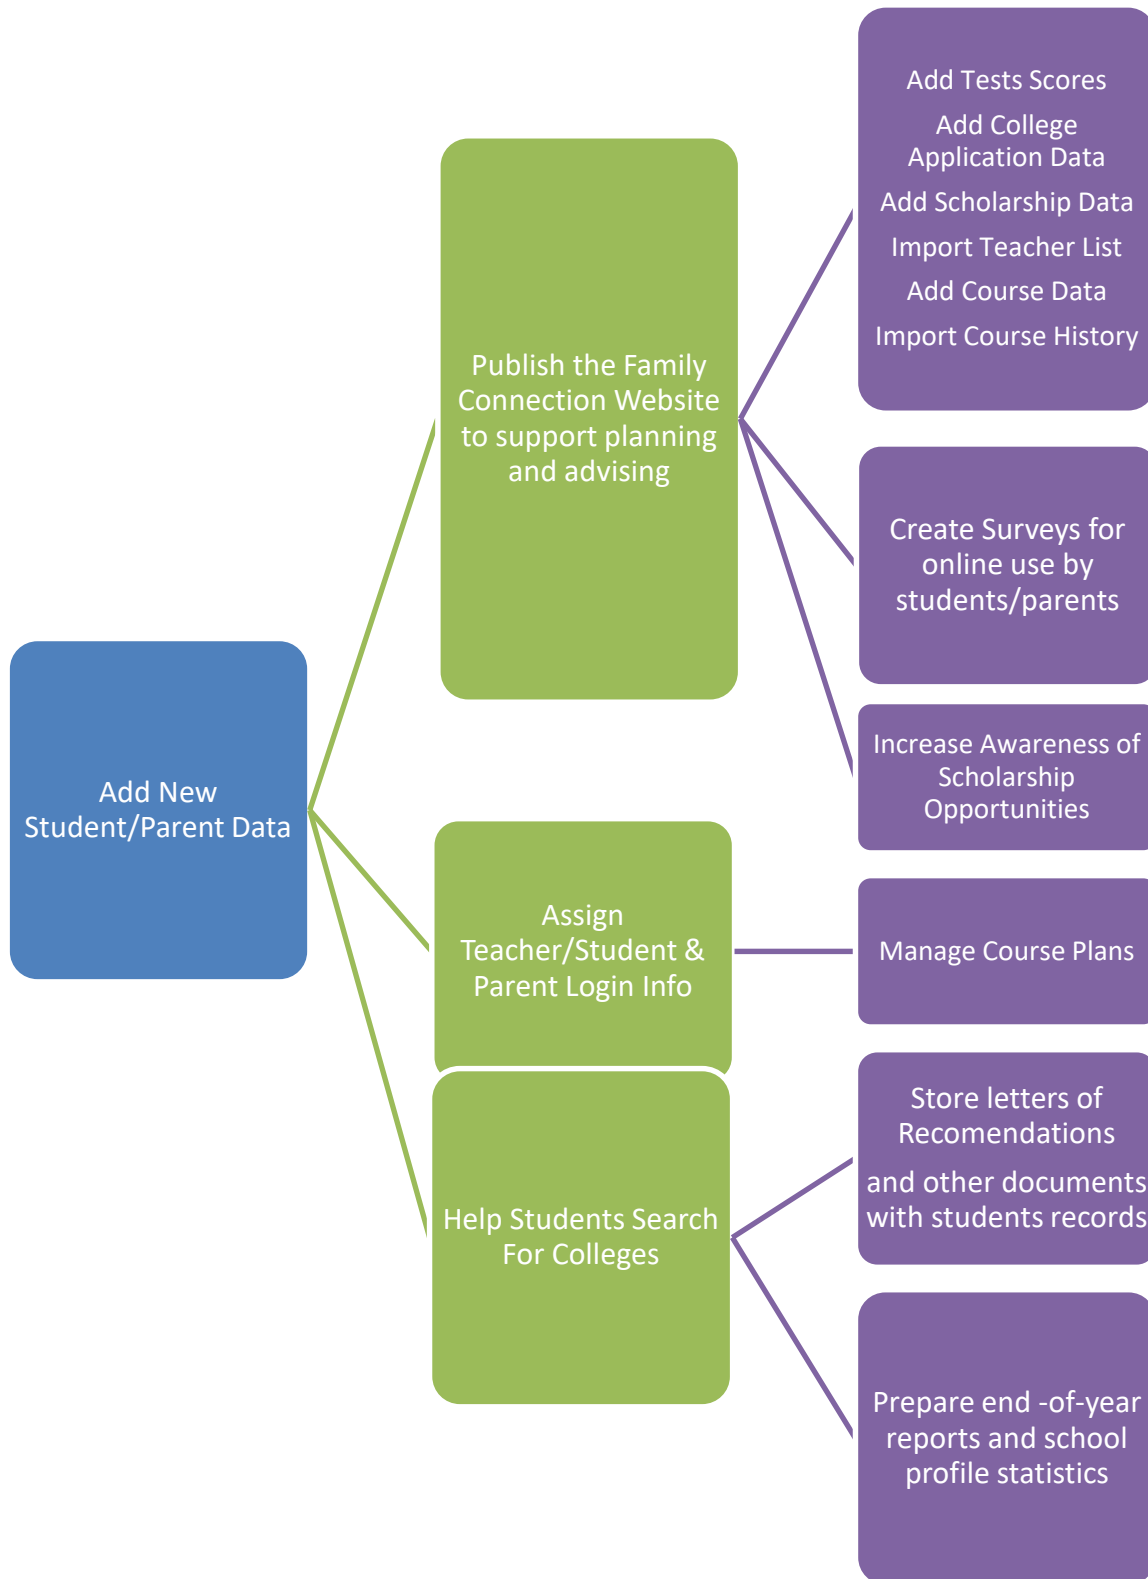 Add New
Student/Parent Data
Publish the Family
Connection Website
to support planning
and advising
Add Tests Scores
Add College
Application Data
Add Scholarship Data
Import Teacher List
Add Course Data
Import Course History
Create Surveys for
online use by
students/parents
Increase Awareness of
Scholarship
Opportunities
Assign
Teacher/Student &
Parent Login Info
Manage Course Plans
Help Students Search
For Colleges
Store letters of
Recomendations
and other documents
with students records
Prepare end -of-year
reports and school
profile statistics